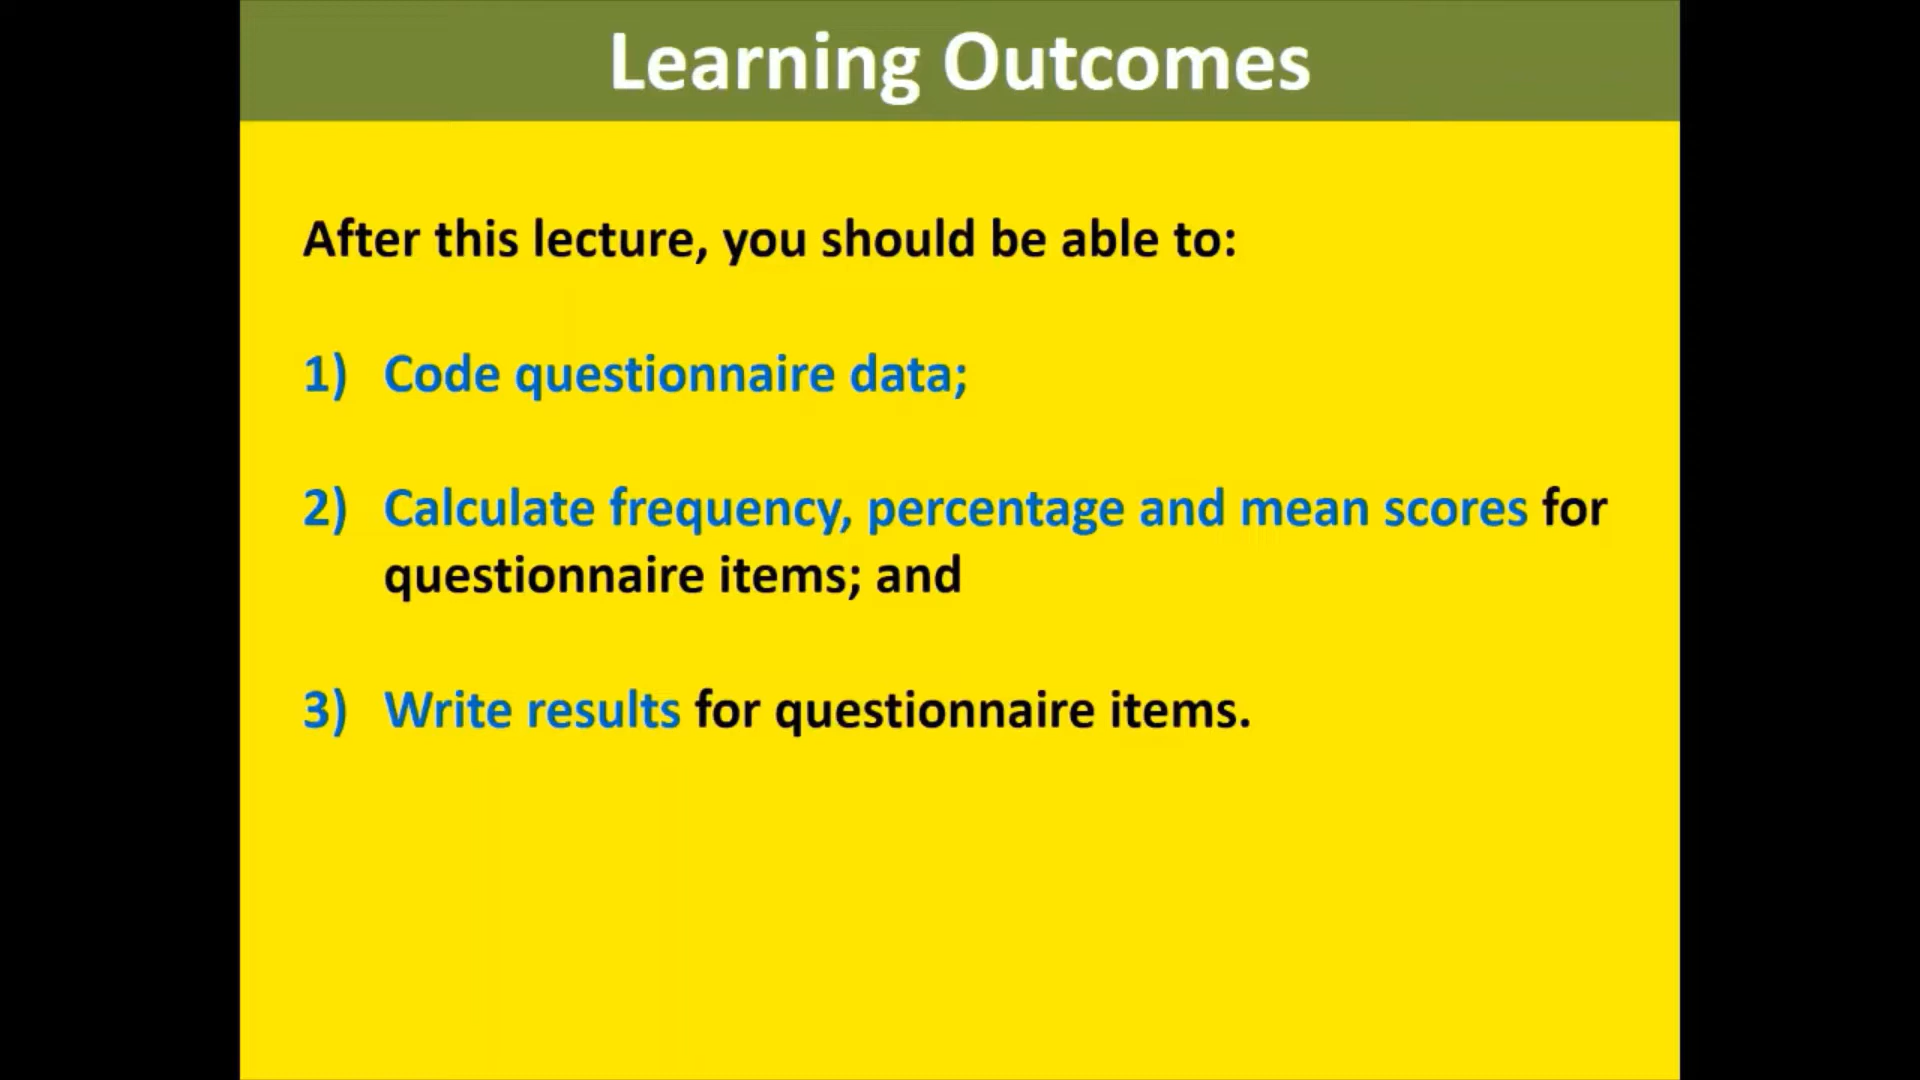 Learning Outcomes
After this lecture, you should be able to:
1) Code questionnaire data;
2) Calculate frequency, percentage and mean scores for
questionnaire items; and
3) Write results for questionnaire items.